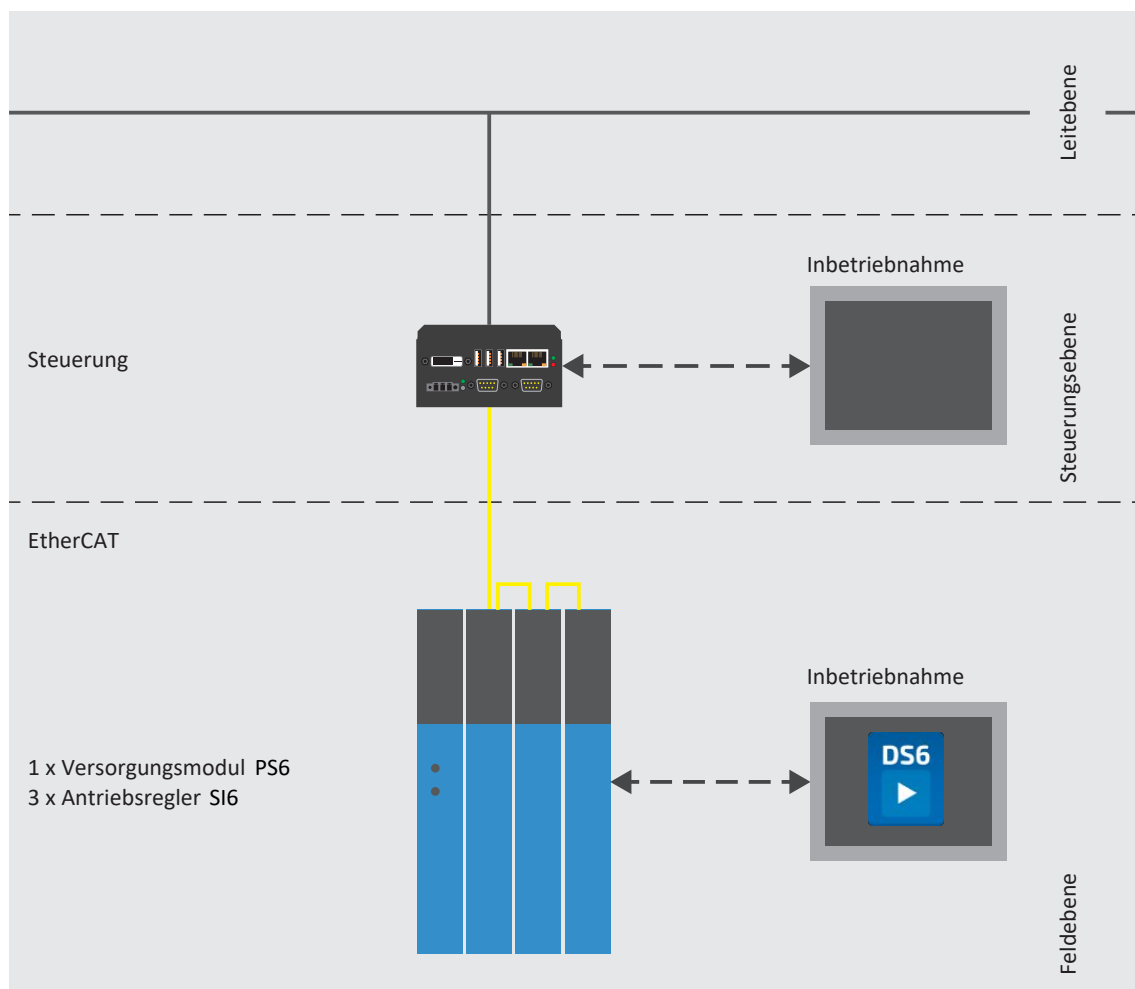 Leitebene
Inbetriebnahme
Steuerung
Steuerungsebene
EtherCAT
Inbetriebnahme
DS6
1 x Versorgungsmodul PS6
3 x Antriebsregler SI6
Feldebene